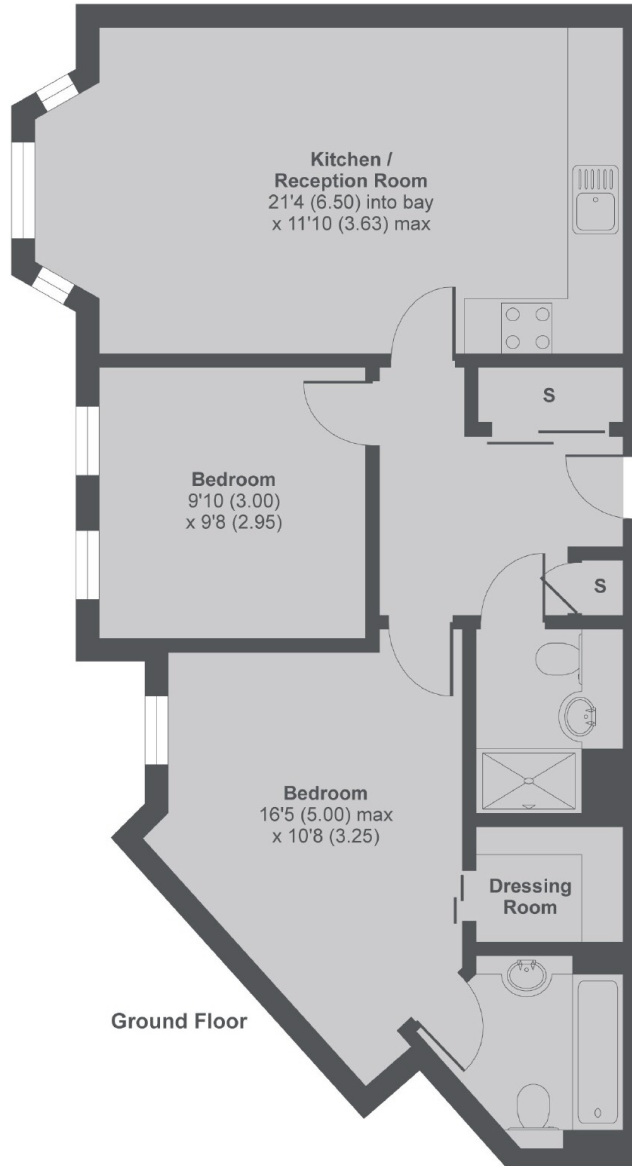 Kitchen /
Reception Room
21'4 (6.50) into bay
x 11'10 (3.63) max
S
Bedroom
9'10 (3.00)
x 9'8 (2.95)
S
Bedroom
16'5 (5.00) max
x 10'8 (3.25)
Dressing
Room
Ground Floor